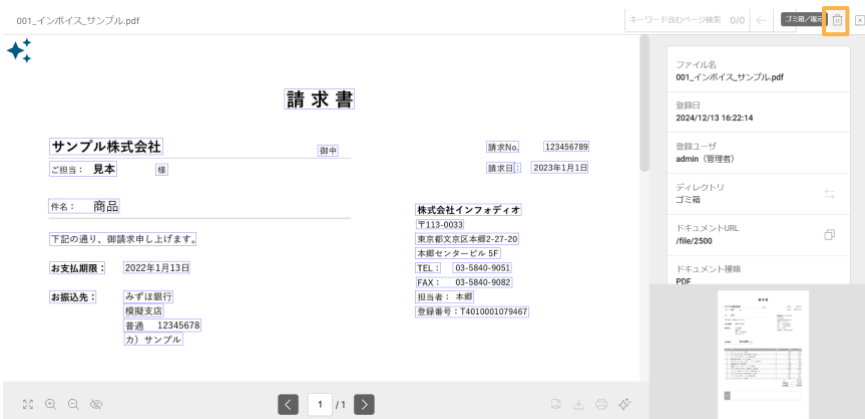 001_インボイス_サンプル.pdf
キーワード含むページ検索 0/0
ゴミ箱／復元
請求書
サンプル株式会社 御中
ご担当： 見本 様
件名： 商品
下記の通り、御請求申し上げます。
お支払期限： 2022年1月13日
お振込先： みずほ銀行
模擬支店
普通 12345678
カ）サンプル
請求No. 123456789
請求日： 2023年1月1日
株式会社インフォディオ
〒113-0033
東京都文京区本郷2-27-20
本郷センタービル 5F
TEL： 03-5840-9051
FAX： 03-5840-9082
担当者： 本郷
登録番号：T4010001079467
ファイル名
001_インボイス_サンプル.pdf
登録日
2024/12/13 16:22:14
登録ユーザ
admin（管理者）
ディレクトリ
ゴミ箱
ドキュメントURL
/file/2500
ドキュメント種類
PDF
1 /1